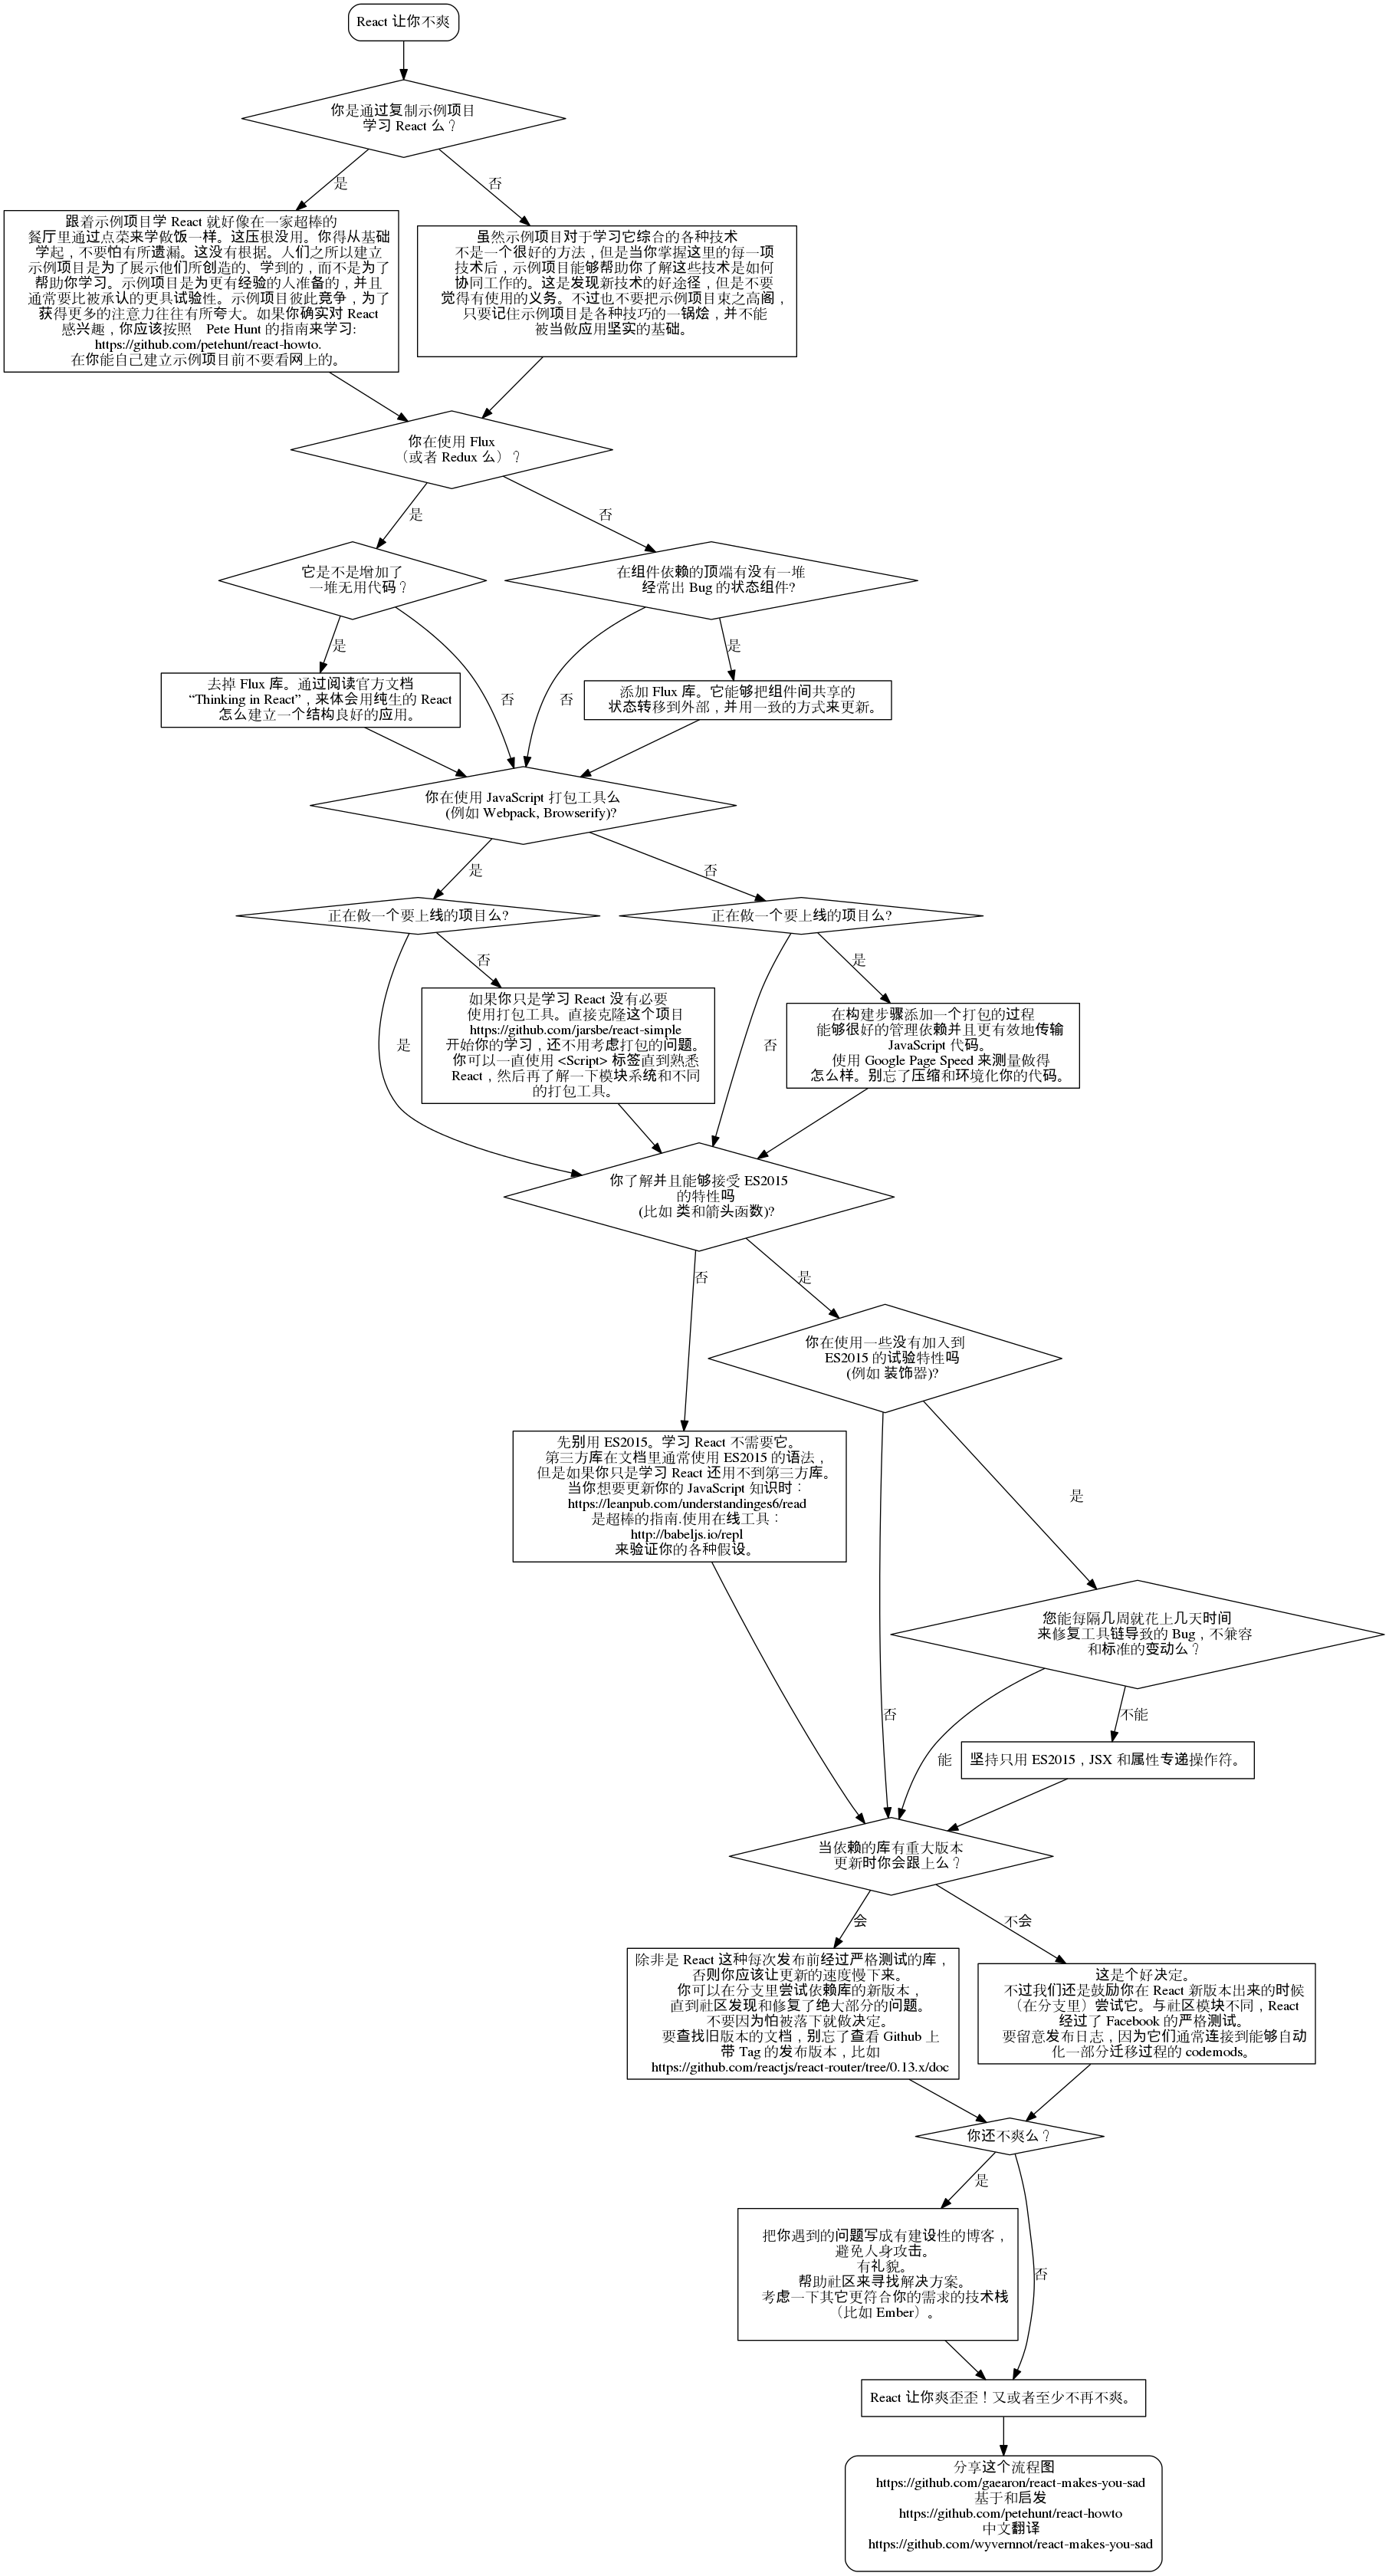 React 让你不爽
你是通过复制示例项目
学习 React 么？
是
否
跟着示例项目学 React 就好像在一家超棒的
餐厅里通过点菜来学做饭一样。这压根没用。你得从基础
学起，不要怕有所遗漏。这没有根据。人们之所以建立
示例项目是为了展示他们所创造的、学到的，而不是为了
帮助你学习。示例项目是为更有经验的人准备的，并且
通常要比被承认的更具试验性。示例项目彼此竞争，为了
获得更多的注意力往往有所夸大。如果你确实对 React
感兴趣，你应该按照　Pete Hunt 的指南来学习:
https://github.com/petehunt/react-howto.
在你能自己建立示例项目前不要看网上的。
虽然示例项目对于学习它综合的各种技术
不是一个很好的方法，但是当你掌握这里的每一项
技术后，示例项目能够帮助你了解这些技术是如何
协同工作的。这是发现新技术的好途径，但是不要
觉得有使用的义务。不过也不要把示例项目束之高阁，
只要记住示例项目是各种技巧的一锅烩，并不能
被当做应用坚实的基础。
你在使用 Flux
（或者 Redux 么）？
是
否
它是不是增加了
一堆无用代码？
在组件依赖的顶端有没有一堆
经常出 Bug 的状态组件?
是
否
否
是
去掉 Flux 库。通过阅读官方文档
“Thinking in React”，来体会用纯生的 React
怎么建立一个结构良好的应用。
添加 Flux 库。它能够把组件间共享的
状态转移到外部，并用一致的方式来更新。
你在使用 JavaScript 打包工具么
(例如 Webpack, Browserify)?
是
否
正在做一个要上线的项目么?
正在做一个要上线的项目么?
是
否
否
是
如果你只是学习 React 没有必要
使用打包工具。直接克隆这个项目
https://github.com/jarsbe/react-simple
开始你的学习，还不用考虑打包的问题。
你可以一直使用 <Script> 标签直到熟悉
React，然后再了解一下模块系统和不同
的打包工具。
在构建步骤添加一个打包的过程
能够很好的管理依赖并且更有效地传输
JavaScript 代码。
使用 Google Page Speed 来测量做得
怎么样。别忘了压缩和环境化你的代码。
你了解并且能够接受 ES2015
的特性吗
(比如 类和箭头函数)?
否
是
你在使用一些没有加入到
ES2015 的试验特性吗
(例如 装饰器)?
先别用 ES2015。学习 React 不需要它。
第三方库在文档里通常使用 ES2015 的语法，
但是如果你只是学习 React 还用不到第三方库。
当你想要更新你的 JavaScript 知识时：
https://leanpub.com/understandinges6/read
是超棒的指南.使用在线工具：
http://babeljs.io/repl
来验证你的各种假设。
是
您能每隔几周就花上几天时间
来修复工具链导致的 Bug，不兼容
和标准的变动么？
否
能
不能
坚持只用 ES2015，JSX 和属性专递操作符。
当依赖的库有重大版本
更新时你会跟上么？
会
不会
除非是 React 这种每次发布前经过严格测试的库，
否则你应该让更新的速度慢下来。
你可以在分支里尝试依赖库的新版本，
直到社区发现和修复了绝大部分的问题。
不要因为怕被落下就做决定。
要查找旧版本的文档，别忘了查看 Github 上
带 Tag 的发布版本，比如
https://github.com/reactjs/react-router/tree/0.13.x/doc
这是个好决定。
不过我们还是鼓励你在 React 新版本出来的时候
（在分支里）尝试它。与社区模块不同，React
经过了 Facebook 的严格测试。
要留意发布日志，因为它们通常连接到能够自动
化一部分迁移过程的 codemods。
你还不爽么？
是
否
把你遇到的问题写成有建设性的博客，
避免人身攻击。
有礼貌。
帮助社区来寻找解决方案。
考虑一下其它更符合你的需求的技术栈
（比如 Ember）。
React 让你爽歪歪！又或者至少不再不爽。
分享这个流程图
https://github.com/gaearon/react-makes-you-sad
基于和启发
https://github.com/petehunt/react-howto
中文翻译
https://github.com/wyvernnot/react-makes-you-sad